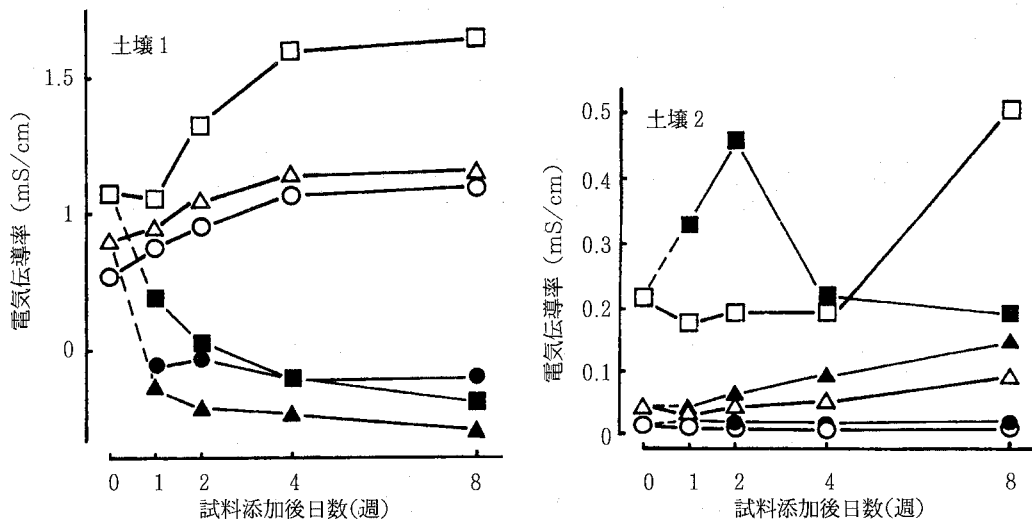 土壌1
電気伝導率 (mS/cm)
1.5
1
0
0 1 2 4 8
試料添加後日数(週)
土壌2
電気伝導率 (mS/cm)
0.5
0.4
0.3
0.2
0.1
0
0 1 2 4 8
試料添加後日数(週)